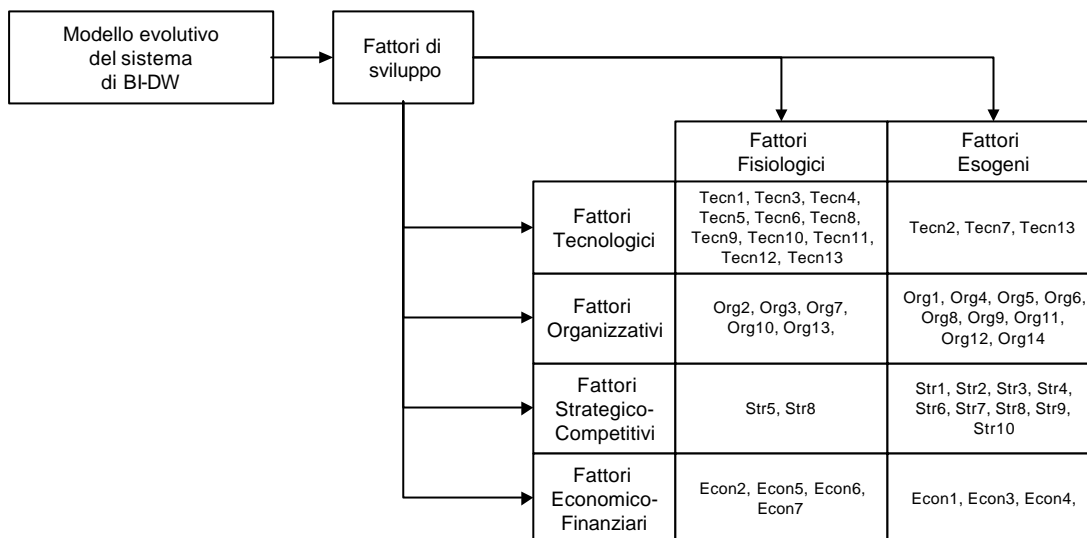 Modello evolutivo
del sistema
di BI-DW
Fattori di
sviluppo
Fattori
Fisiologici
Fattori
Esogeni
Fattori
Tecnologici
Tecn1, Tecn3, Tecn4,
Tecn5, Tecn6, Tecn8,
Tecn9, Tecn10, Tecn11,
Tecn12, Tecn13
Tecn2, Tecn7, Tecn13
Fattori
Organizzativi
Org2, Org3, Org7,
Org10, Org13,
Org1, Org4, Org5, Org6,
Org8, Org9, Org11,
Org12, Org14
Fattori
Strategico-
Competitivi
Str5, Str8
Str1, Str2, Str3, Str4,
Str6, Str7, Str8, Str9,
Str10
Fattori
Economico-
Finanziari
Econ2, Econ5, Econ6,
Econ7
Econ1, Econ3, Econ4,